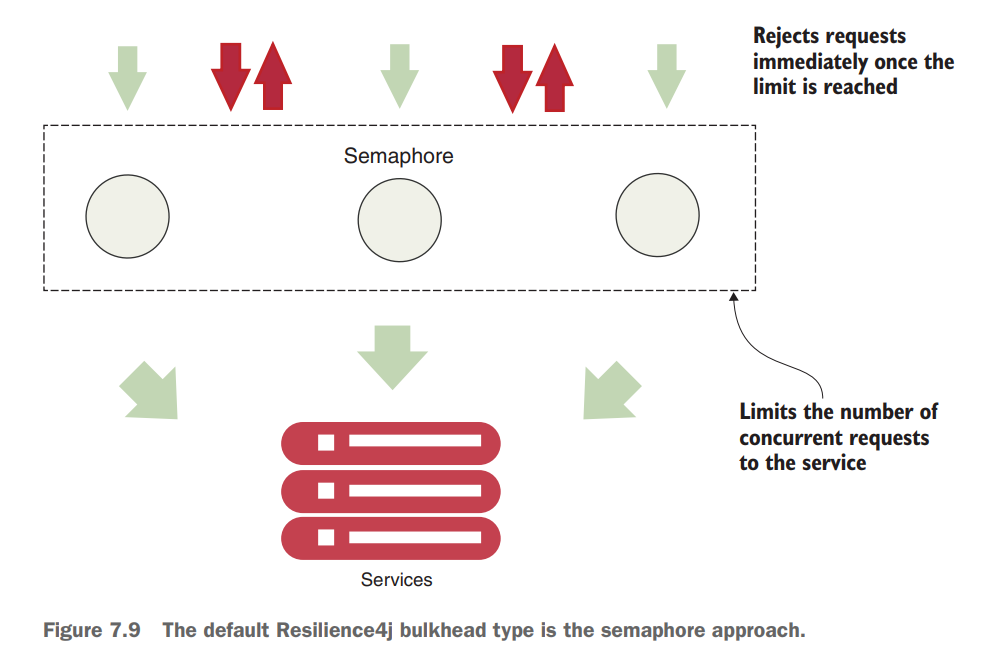 Rejects requests
immediately once the
limit is reached
Semaphore
Limits the number of
concurrent requests
to the service
Services
Figure 7.9 The default Resilience4j bulkhead type is the semaphore approach.